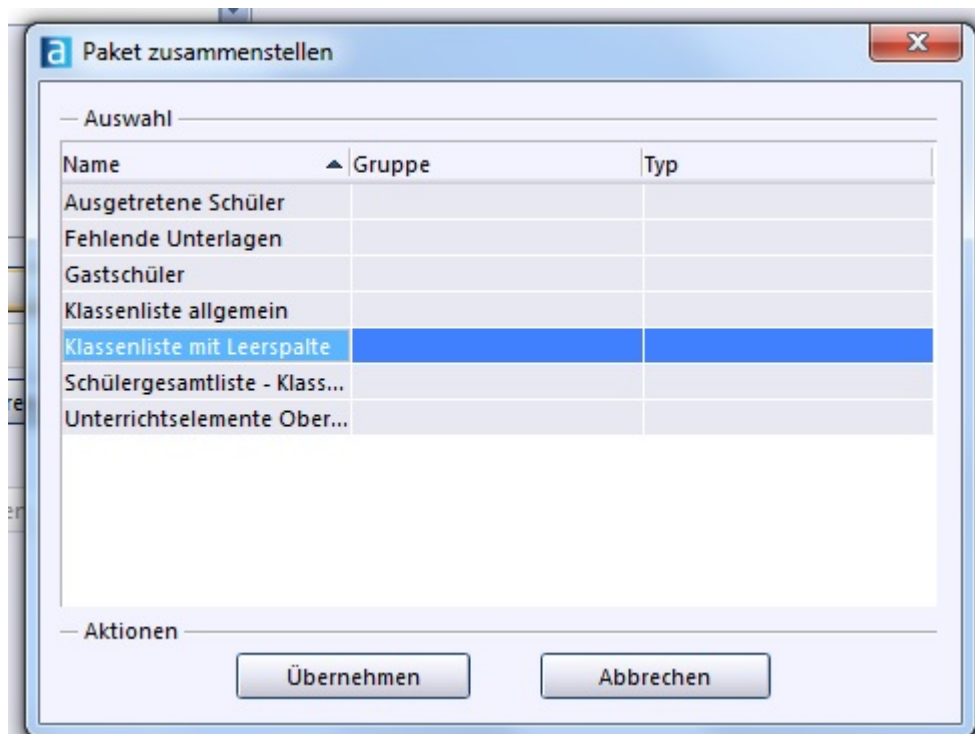 Paket zusammenstellen
Auswahl
Name Gruppe Typ
Ausgetretene Schüler
Fehlende Unterlagen
Gastschüler
Klassenliste allgemein
Klassenliste mit Leerspalte
Schülergesamtliste - Klass...
Unterrichtselemente Ober...
Aktionen
Übernehmen Abbrechen